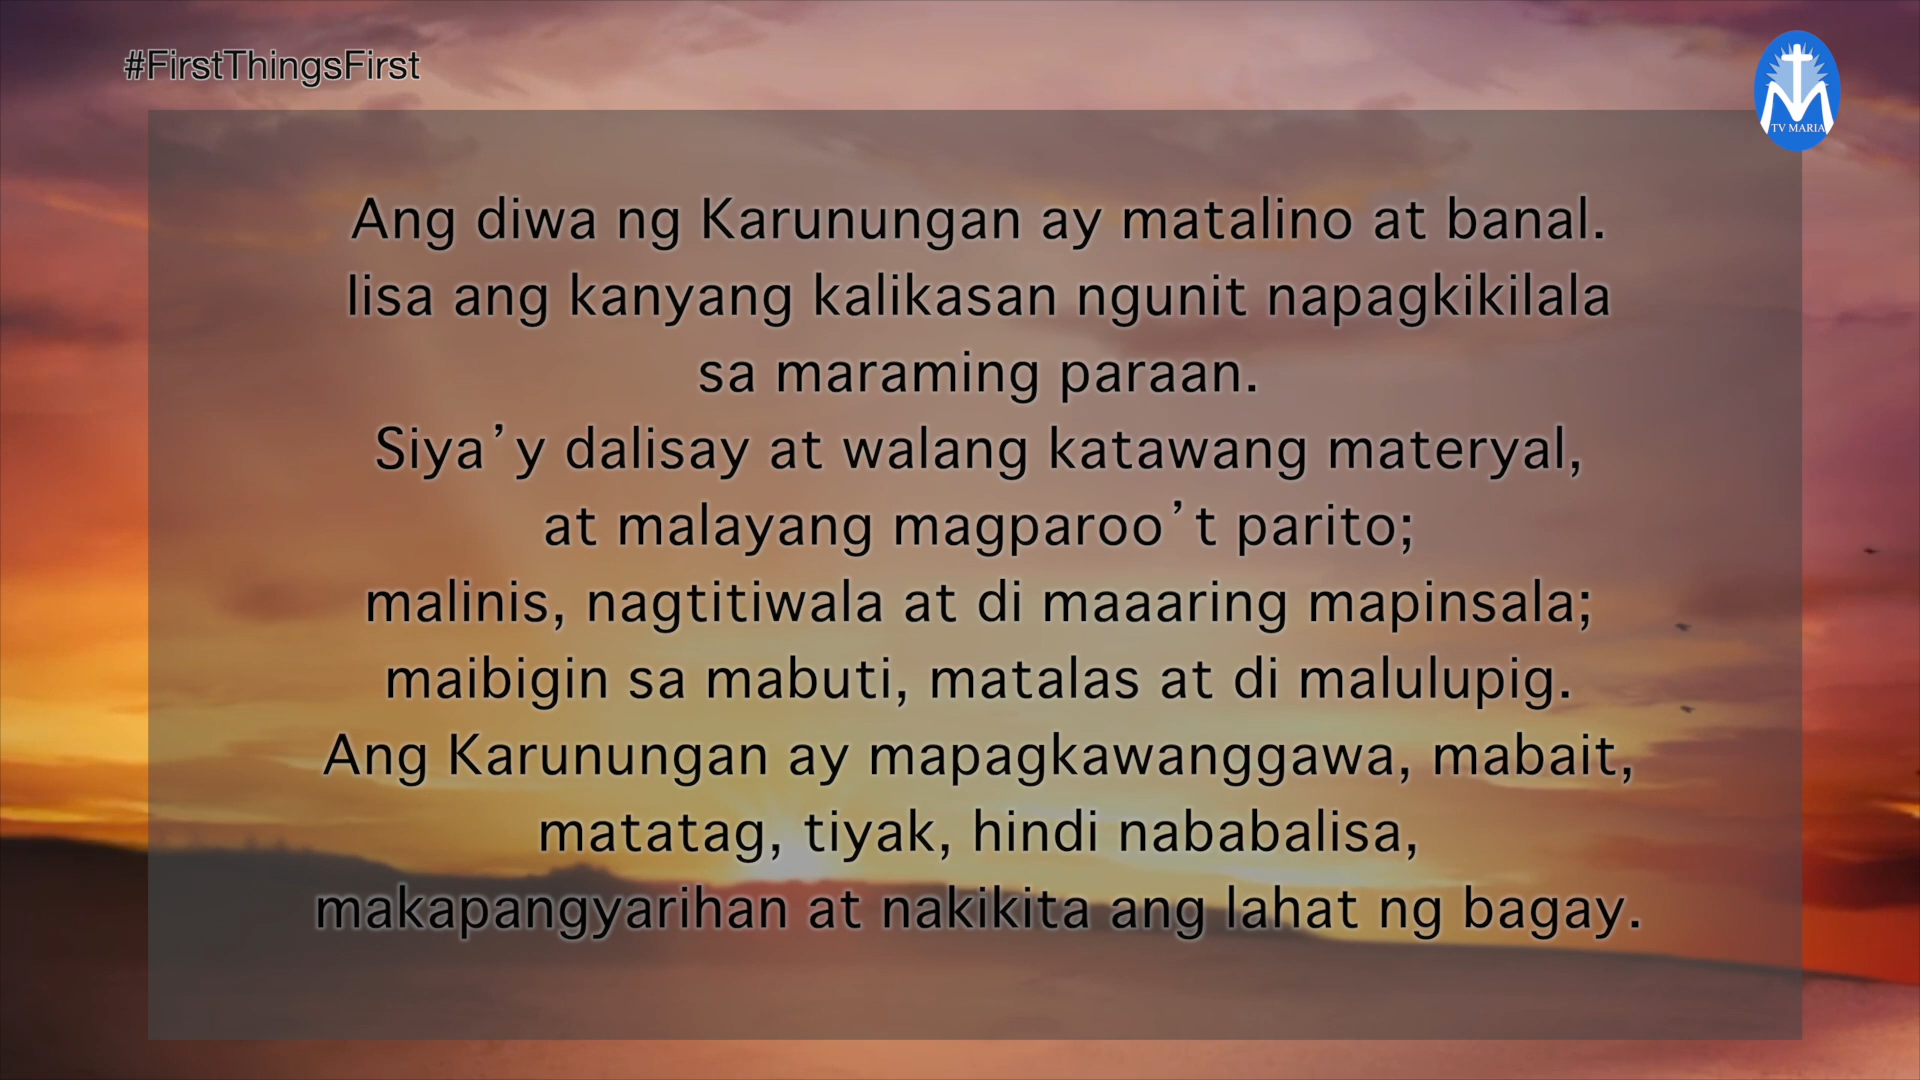 #FirstThingsFirst
TV MARIA
Ang diwa ng Karunungan ay matalino at banal.
Iisa ang kanyang kalikasan ngunit napagkikilala
sa maraming paraan.
Siya’y dalisay at walang katawang materyal,
at malayang magparoo’t parito;
malinis, nagtitiwala at di maaaring mapinsala;
maibigin sa mabuti, matalas at di malulupig.
Ang Karunungan ay mapagkawanggawa, mabait,
matatag, tiyak, hindi nababalisa,
makapangyarihan at nakikita ang lahat ng bagay.